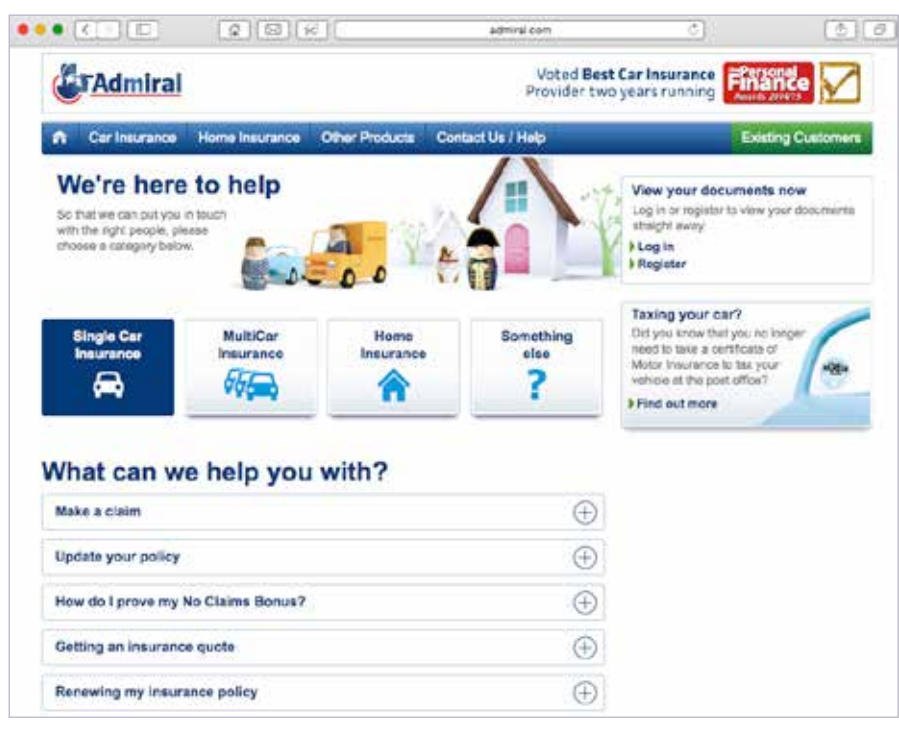 admiral.com
Admiral
Voted Best Car Insurance
Provider two years running
Personal
Finance
Awards 2014/15
Car Insurance
Home Insurance
Other Products
Contact Us / Help
Existing Customers
We're here to help
So that we can put you in touch
with the right people, please
choose a category below.
View your documents now
Log in or register to view your documents
straight away
Log in
Register
Single Car
Insurance
MultiCar
Insurance
Home
Insurance
Something
else
?
Taxing your car?
Did you know that you no longer
need to take a certificate of
Motor Insurance to tax your
vehicle at the post office?
Find out more
What can we help you with?
Make a claim
Update your policy
How do I prove my No Claims Bonus?
Getting an insurance quote
Renewing my insurance policy